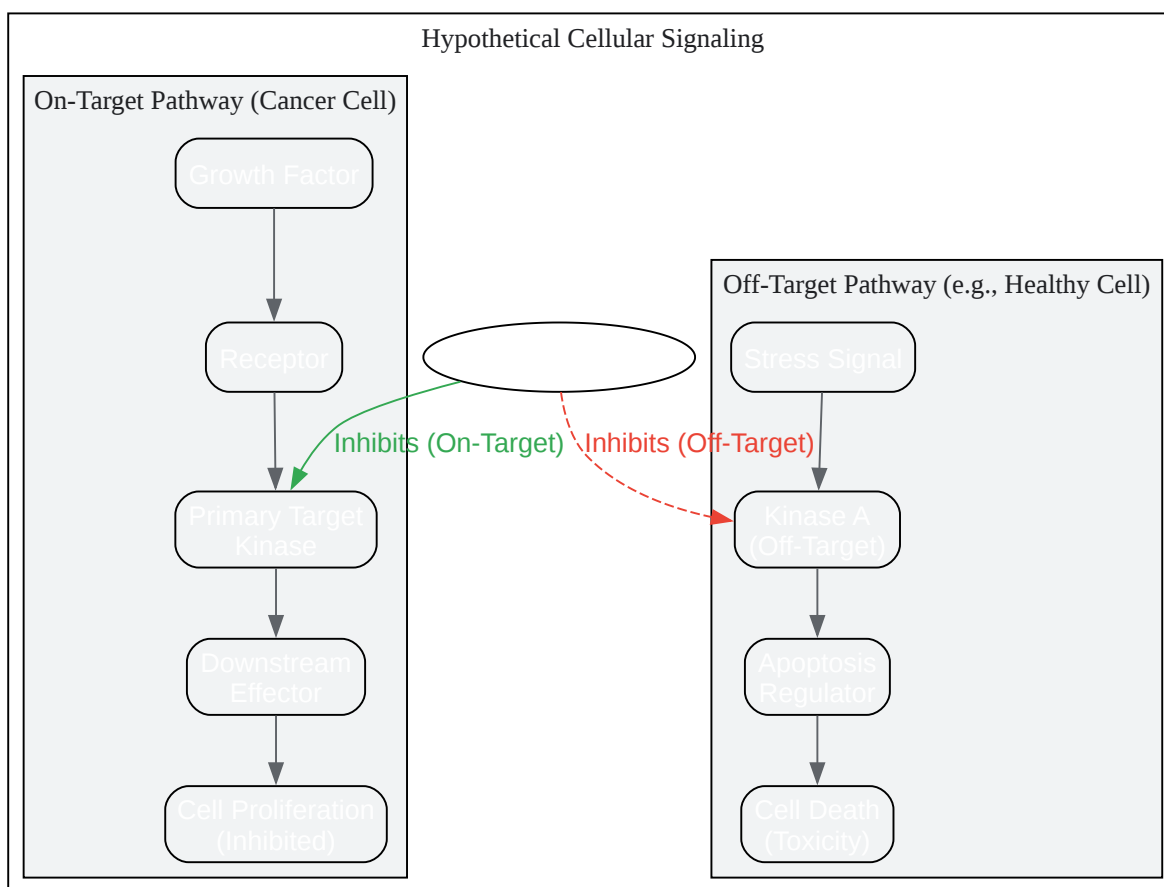 Hypothetical Cellular Signaling
On-Target Pathway (Cancer Cell)
Growth Factor
Receptor
Primary Target
Kinase
Downstream
Effector
Cell Proliferation
(Inhibited)
Inhibits (On-Target)
Inhibits (Off-Target)
Off-Target Pathway (e.g., Healthy Cell)
Stress Signal
Kinase A
(Off-Target)
Apoptosis
Regulator
Cell Death
(Toxicity)